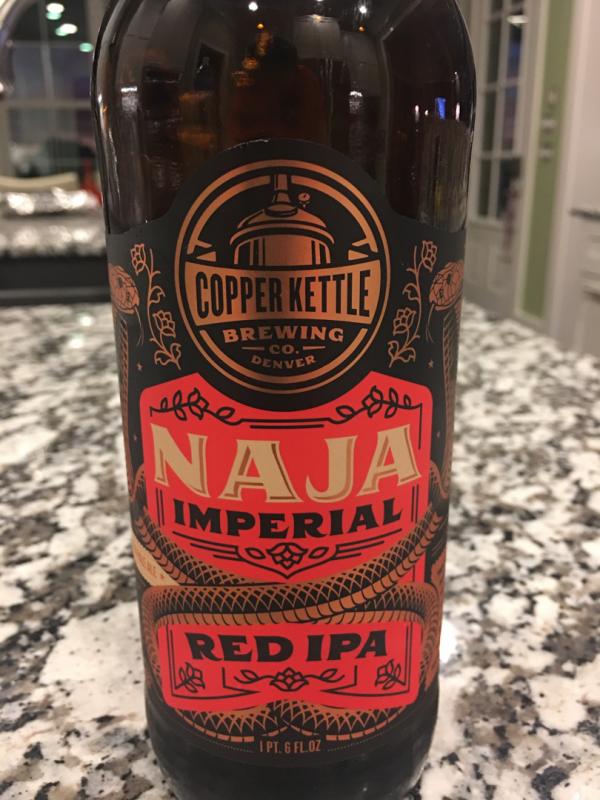 COPPER KETTLE
BREWING
CO.
DENVER
NAJA
IMPERIAL
RED IPA
1 PT. 6 FL.OZ